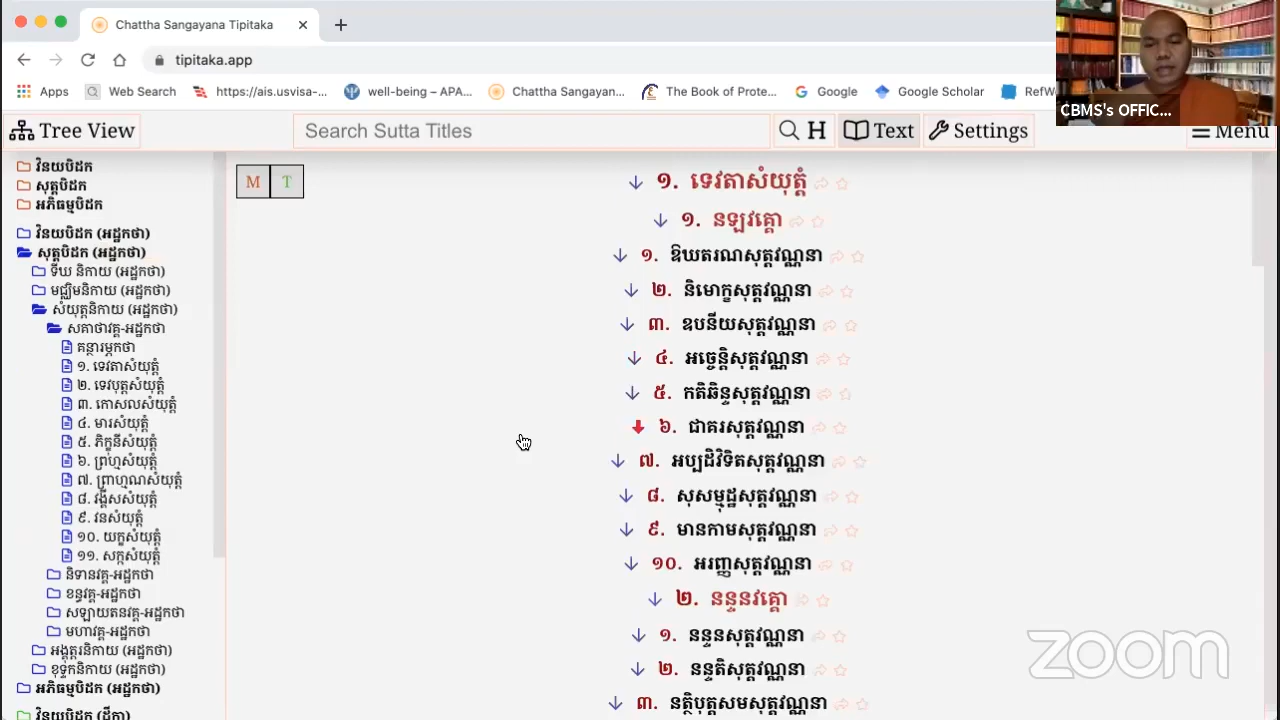 Chattha Sangayana Tipitaka
tipitaka.app
Apps Web Search https://ais.usvisa-... well-being – APA... Chattha Sangayan... The Book of Prote... Google Google Scholar RefW
CBMS's OFFIC...
Tree View Search Sutta Titles H Text Settings Menu
M T
វិនយបិដក
សុត្តបិដក
អភិធម្មបិដក
វិនយបិដក (អដ្ឋកថា)
សុត្តបិដក (អដ្ឋកថា)
ទីឃ និកាយ (អដ្ឋកថា)
មជ្ឈិមនិកាយ (អដ្ឋកថា)
សំយុត្តនិកាយ (អដ្ឋកថា)
សគាថាវគ្គ-អដ្ឋកថា
គន្ថារម្ភកថា
១. ទេវតាសំយុត្តំ
២. ទេវបុត្តសំយុត្តំ
៣. កោសលសំយុត្តំ
៤. មារសំយុត្តំ
៥. ភិក្ខុនីសំយុត្តំ
៦. ព្រហ្មសំយុត្តំ
៧. ព្រាហ្មណសំយុត្តំ
៨. វង្គីសសំយុត្តំ
៩. វនសំយុត្តំ
១០. យក្ខសំយុត្តំ
១១. សក្កសំយុត្តំ
និទានវគ្គ-អដ្ឋកថា
ខន្ធវគ្គ-អដ្ឋកថា
សឡាយតនវគ្គ-អដ្ឋកថា
មហាវគ្គ-អដ្ឋកថា
អង្គុត្តរនិកាយ (អដ្ឋកថា)
ខុទ្ទកនិកាយ (អដ្ឋកថា)
អភិធម្មបិដក (អដ្ឋកថា)
វិនយបិដក (ដីកា)
១. ទេវតាសំយុត្តំ
១. នឡវគ្គោ
១. ឱឃតរណសុត្តវណ្ណនា
២. និមោក្ខសុត្តវណ្ណនា
៣. ឧបនីយសុត្តវណ្ណនា
៤. អច្ចេន្តិសុត្តវណ្ណនា
៥. កតិឆិន្ទសុត្តវណ្ណនា
៦. ជាគរសុត្តវណ្ណនា
៧. អប្បដិវិទិតសុត្តវណ្ណនា
៨. សុសម្មុដ្ឋសុត្តវណ្ណនា
៩. មានកាមសុត្តវណ្ណនា
១០. អរញ្ញសុត្តវណ្ណនា
២. នន្ទនវគ្គោ
១. នន្ទនសុត្តវណ្ណនា
២. នន្ទតិសុត្តវណ្ណនា
៣. នត្ថិបុត្តសមសុត្តវណ្ណនា
zoom